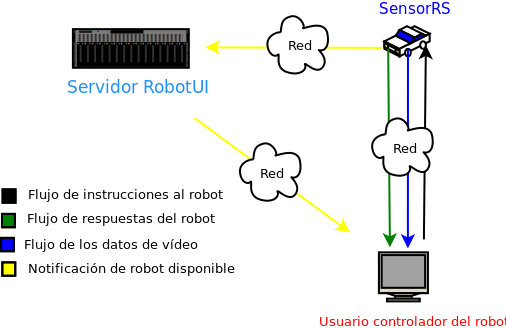 SensorRS
Red
Servidor RobotUI
Red
Red
Flujo de instrucciones al robot
Flujo de respuestas del robot
Flujo de los datos de vídeo
Notificación de robot disponible
Usuario controlador del robot